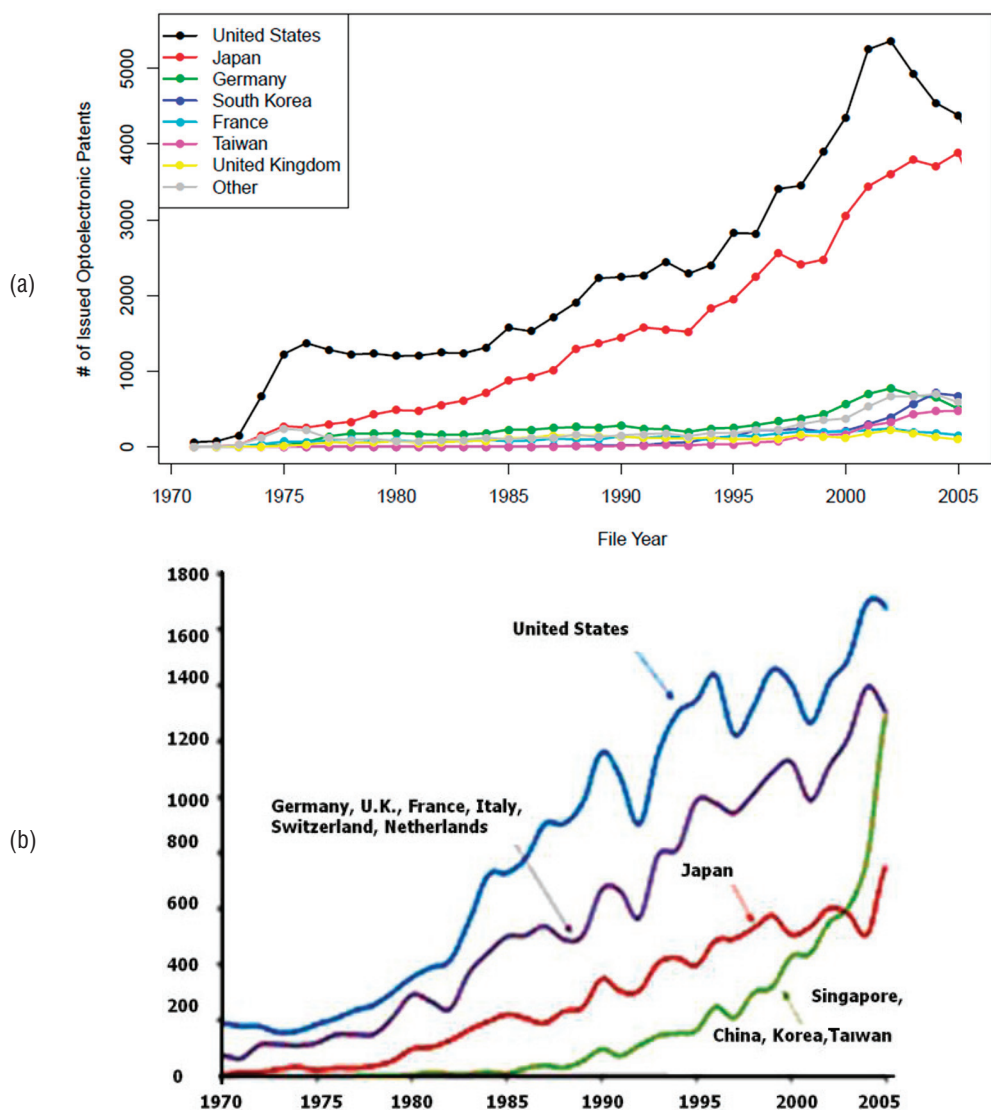 United States
Japan
Germany
South Korea
France
Taiwan
United Kingdom
Other
# of Issued Optoelectronic Patents
5000
4000
3000
2000
1000
0
(a)
1970 1975 1980 1985 1990 1995 2000 2005
File Year
1800
1600
1400
1200
1000
800
600
400
200
0
(b)
United States
Germany, U.K., France, Italy,
Switzerland, Netherlands
Japan
Singapore,
China, Korea,Taiwan
1970 1975 1980 1985 1990 1995 2000 2005